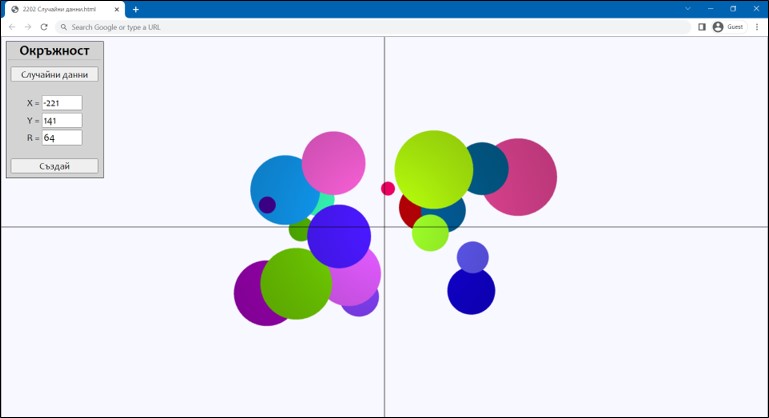 2202 Случайни данни.html
Search Google or type a URL
Guest
Окръжност
Случайни данни
X = -221
Y = 141
R = 64
Създай